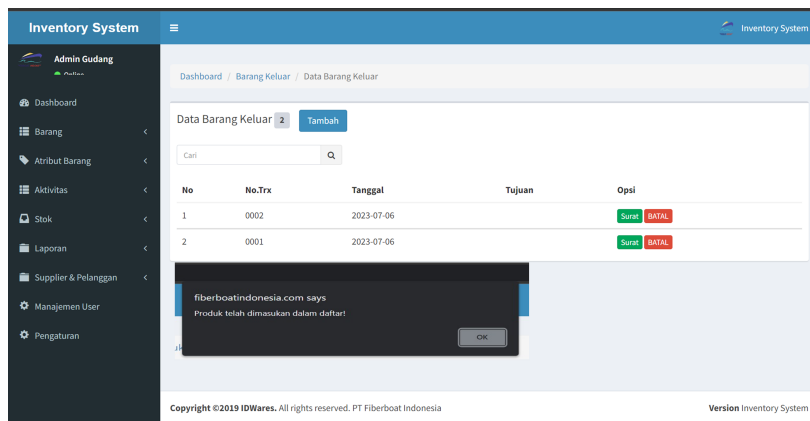 Inventory System
Inventory System
Admin Gudang
Online
Dashboard / Barang Keluar / Data Barang Keluar
Dashboard
Barang
Atribut Barang
Aktivitas
Stok
Laporan
Supplier & Pelanggan
Manajemen User
Pengaturan
Data Barang Keluar 2 Tambah
Cari
No No.Trx Tanggal Tujuan Opsi
1 0002 2023-07-06 Surat BATAL
2 0001 2023-07-06 Surat BATAL
fiberboatindonesia.com says
Produk telah dimasukan dalam daftar!
OK
Copyright ©2019 IDWares. All rights reserved. PT Fiberboat Indonesia
Version Inventory System